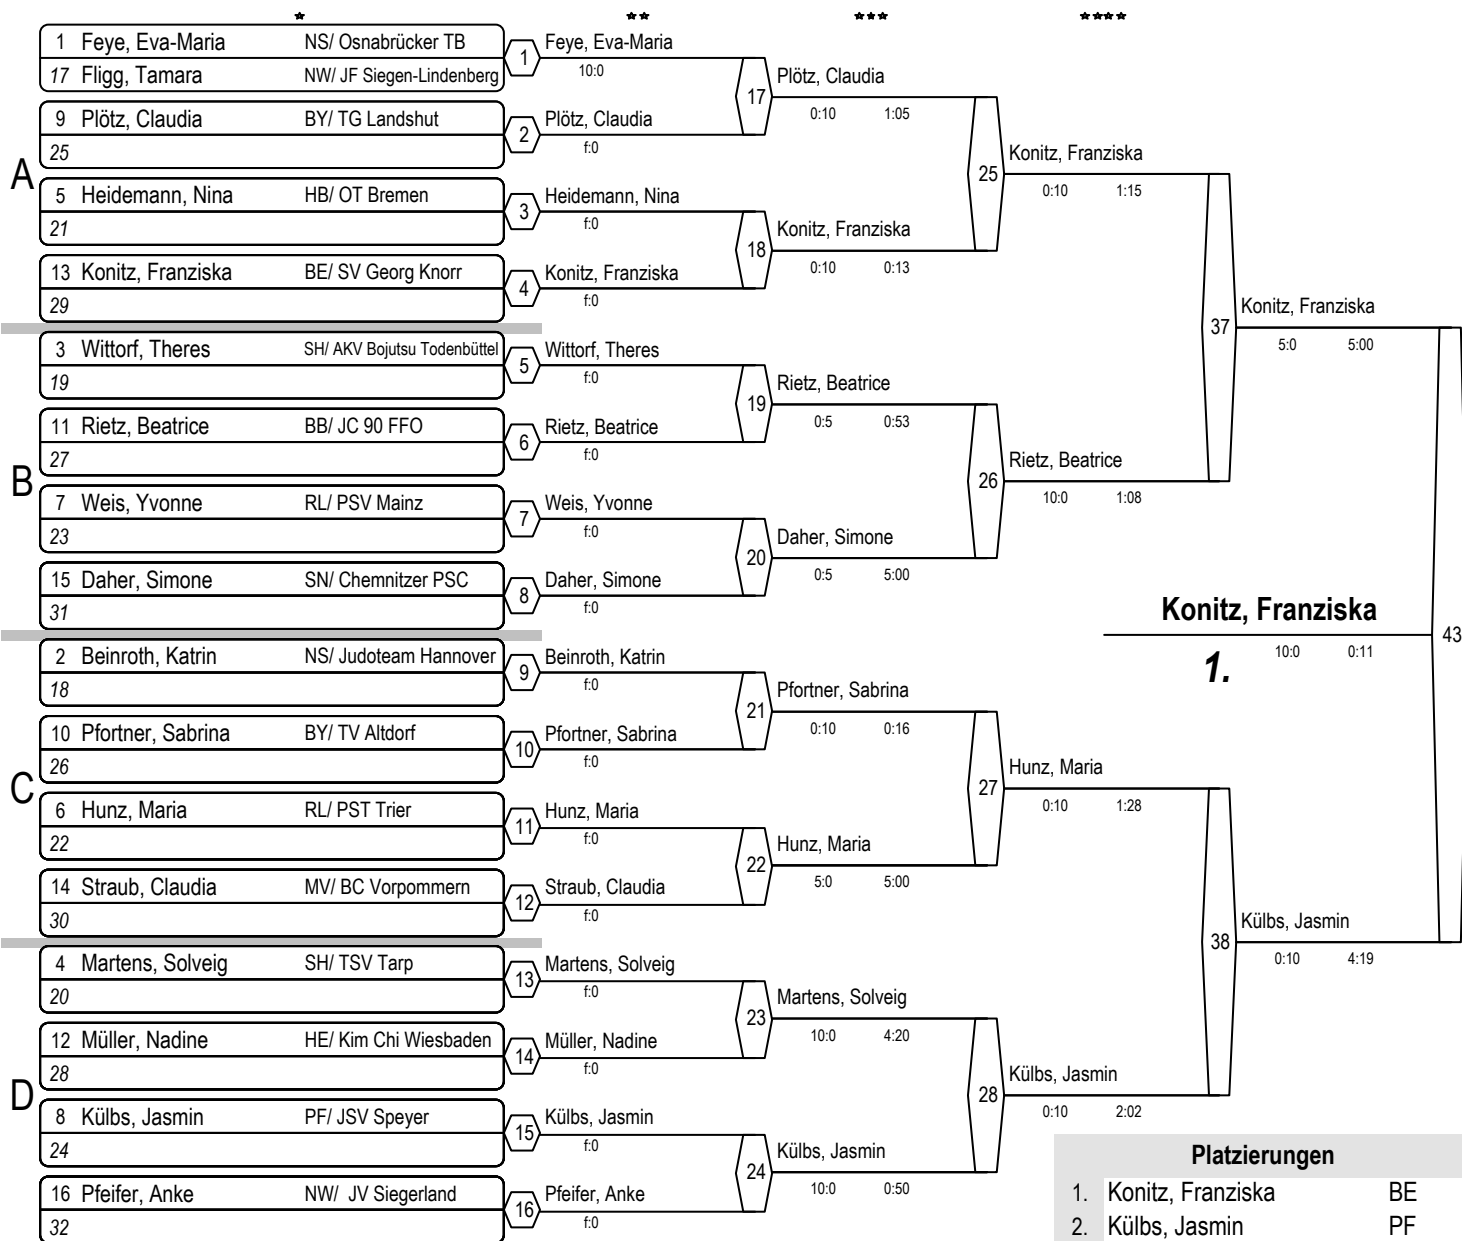 * ** *** ****
A
1 Feye, Eva-Maria NS/ Osnabrücker TB
17 Fligg, Tamara NW/ JF Siegen-Lindenberg
9 Plötz, Claudia BY/ TG Landshut
25
5 Heidemann, Nina HB/ OT Bremen
21
13 Konitz, Franziska BE/ SV Georg Knorr
29
B
3 Wittorf, Theres SH/ AKV Bojutsu Todenbüttel
19
11 Rietz, Beatrice BB/ JC 90 FFO
27
7 Weis, Yvonne RL/ PSV Mainz
23
15 Daher, Simone SN/ Chemnitzer PSC
31
C
2 Beinroth, Katrin NS/ Judoteam Hannover
18
10 Pfortner, Sabrina BY/ TV Altdorf
26
6 Hunz, Maria RL/ PST Trier
22
14 Straub, Claudia MV/ BC Vorpommern
30
D
4 Martens, Solveig SH/ TSV Tarp
20
12 Müller, Nadine HE/ Kim Chi Wiesbaden
28
8 Külbs, Jasmin PF/ JSV Speyer
24
16 Pfeifer, Anke NW/ JV Siegerland
32
1 Feye, Eva-Maria
10:0
2 Plötz, Claudia
f:0
3 Heidemann, Nina
f:0
4 Konitz, Franziska
f:0
5 Wittorf, Theres
f:0
6 Rietz, Beatrice
f:0
7 Weis, Yvonne
f:0
8 Daher, Simone
f:0
9 Beinroth, Katrin
f:0
10 Pfortner, Sabrina
f:0
11 Hunz, Maria
f:0
12 Straub, Claudia
f:0
13 Martens, Solveig
f:0
14 Müller, Nadine
f:0
15 Külbs, Jasmin
f:0
16 Pfeifer, Anke
f:0
17 Plötz, Claudia
0:10 1:05
18 Konitz, Franziska
0:10 0:13
19 Rietz, Beatrice
0:5 0:53
20 Daher, Simone
0:5 5:00
21 Pfortner, Sabrina
0:10 0:16
22 Hunz, Maria
5:0 5:00
23 Martens, Solveig
10:0 4:20
24 Külbs, Jasmin
10:0 0:50
25 Konitz, Franziska
0:10 1:15
26 Rietz, Beatrice
10:0 1:08
27 Hunz, Maria
0:10 1:28
28 Külbs, Jasmin
0:10 2:02
37 Konitz, Franziska
5:0 5:00
38 Külbs, Jasmin
0:10 4:19
Konitz, Franziska 43
1. 10:0 0:11
Platzierungen
1. Konitz, Franziska BE
2. Külbs, Jasmin PF